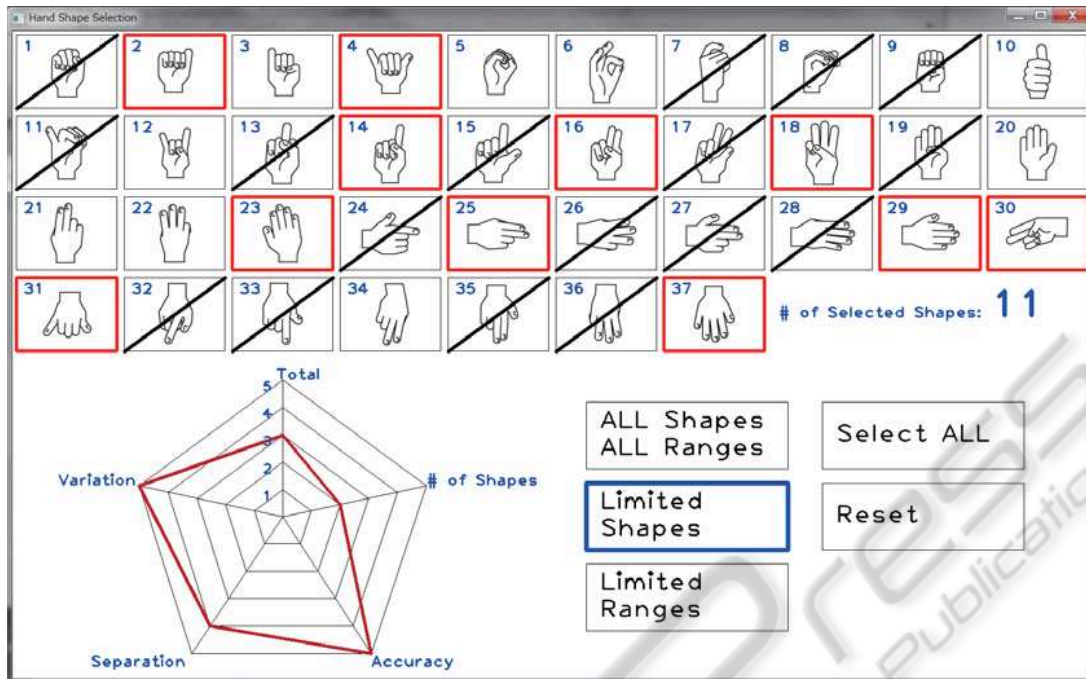 Hand Shape Selection
1 2 3 4 5 6 7 8 9 10
11 12 13 14 15 16 17 18 19 20
21 22 23 24 25 26 27 28 29 30
31 32 33 34 35 36 37
# of Selected Shapes: 11
Total
5
4
3
2
1
Variation
# of Shapes
Separation
Accuracy
ALL Shapes
ALL Ranges
Select ALL
Limited
Shapes
Reset
Limited
Ranges